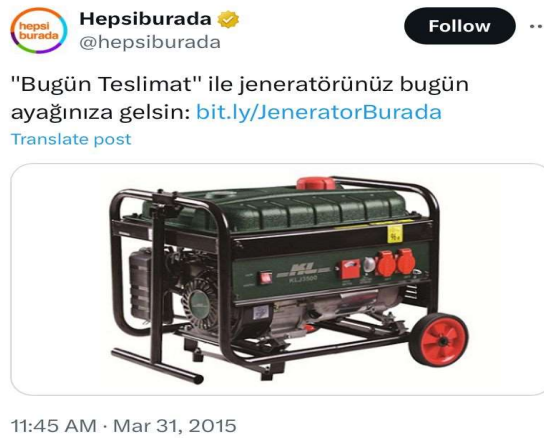 hepsi
burada
Hepsiburada
@hepsiburada
Follow
"Bugün Teslimat" ile jeneratörünüz bugün
ayağınıza gelsin: bit.ly/JeneratorBurada
Translate post
KL
11:45 AM · Mar 31, 2015